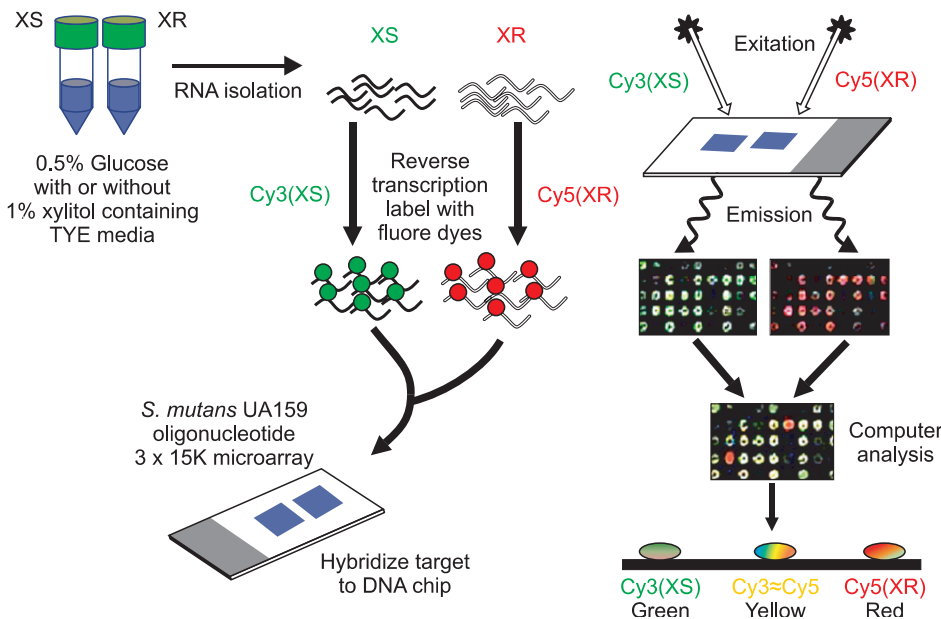 XS
XR
RNA isolation
0.5% Glucose
with or without
1% xylitol containing
TYE media
XS
XR
Cy3(XS)
Reverse
transcription
label with
fluore dyes
Cy5(XR)
S. mutans UA159
oligonucleotide
3 x 15K microarray
Hybridize target
to DNA chip
Exitation
Cy3(XS)
Cy5(XR)
Emission
Computer
analysis
Cy3(XS)
Green
Cy3≈Cy5
Yellow
Cy5(XR)
Red